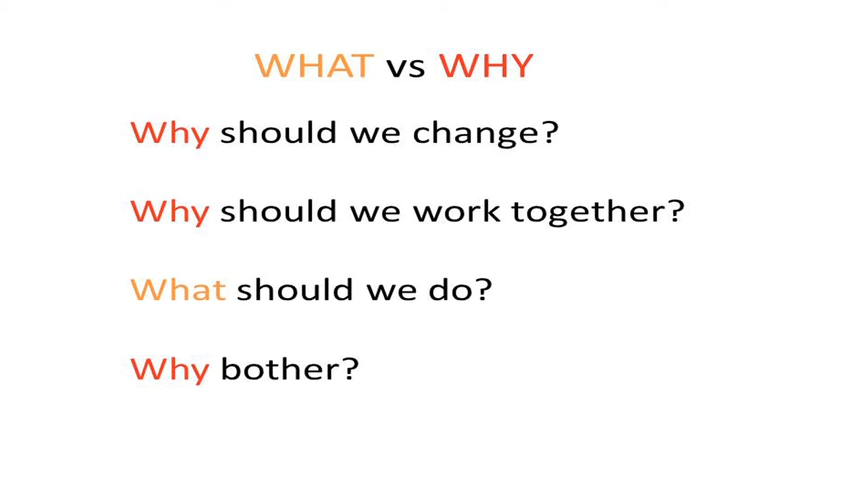 WHAT vs WHY
Why should we change?
Why should we work together?
What should we do?
Why bother?